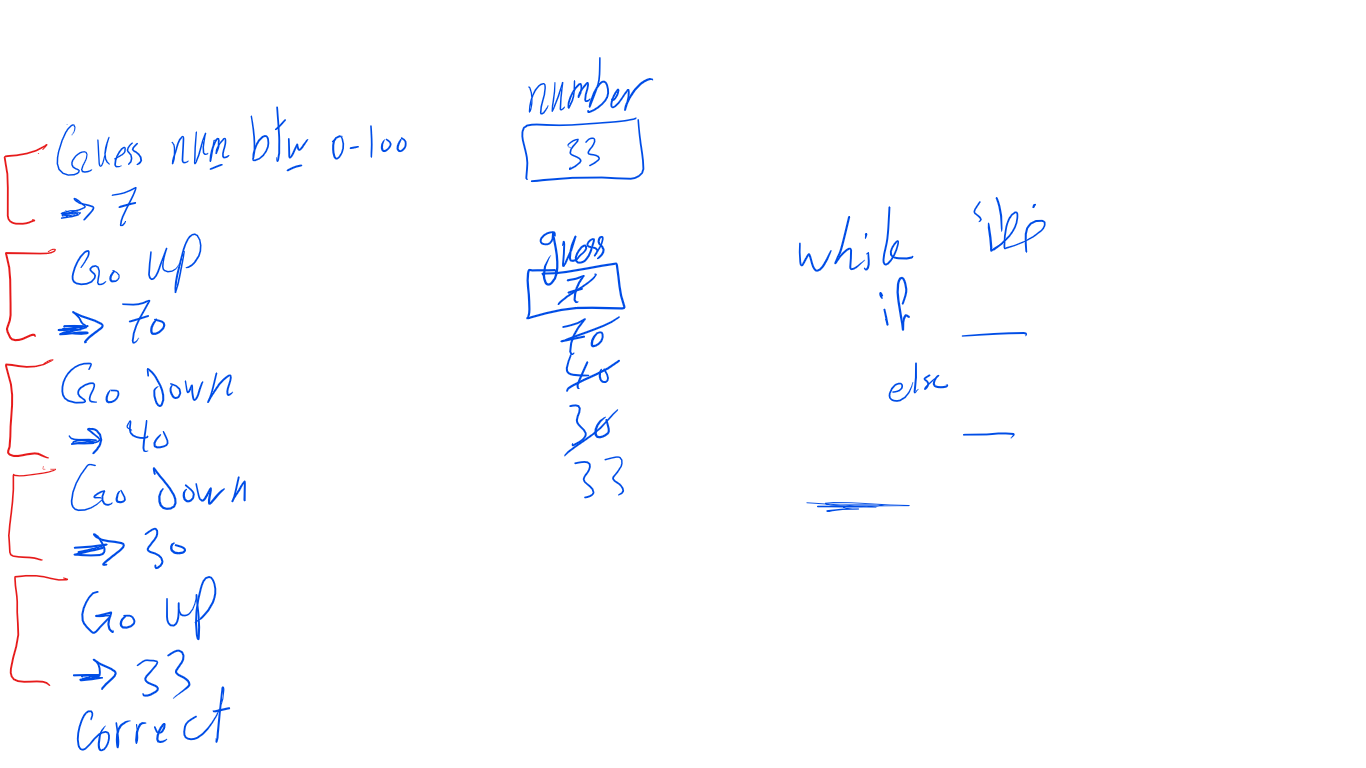 Guess num btw 0-100
→ 7
Go up
→ 70
Go down
→ 40
Go down
→ 30
Go up
→ 33
Correct
number
33
guess
7
70
40
30
33
while
if
else